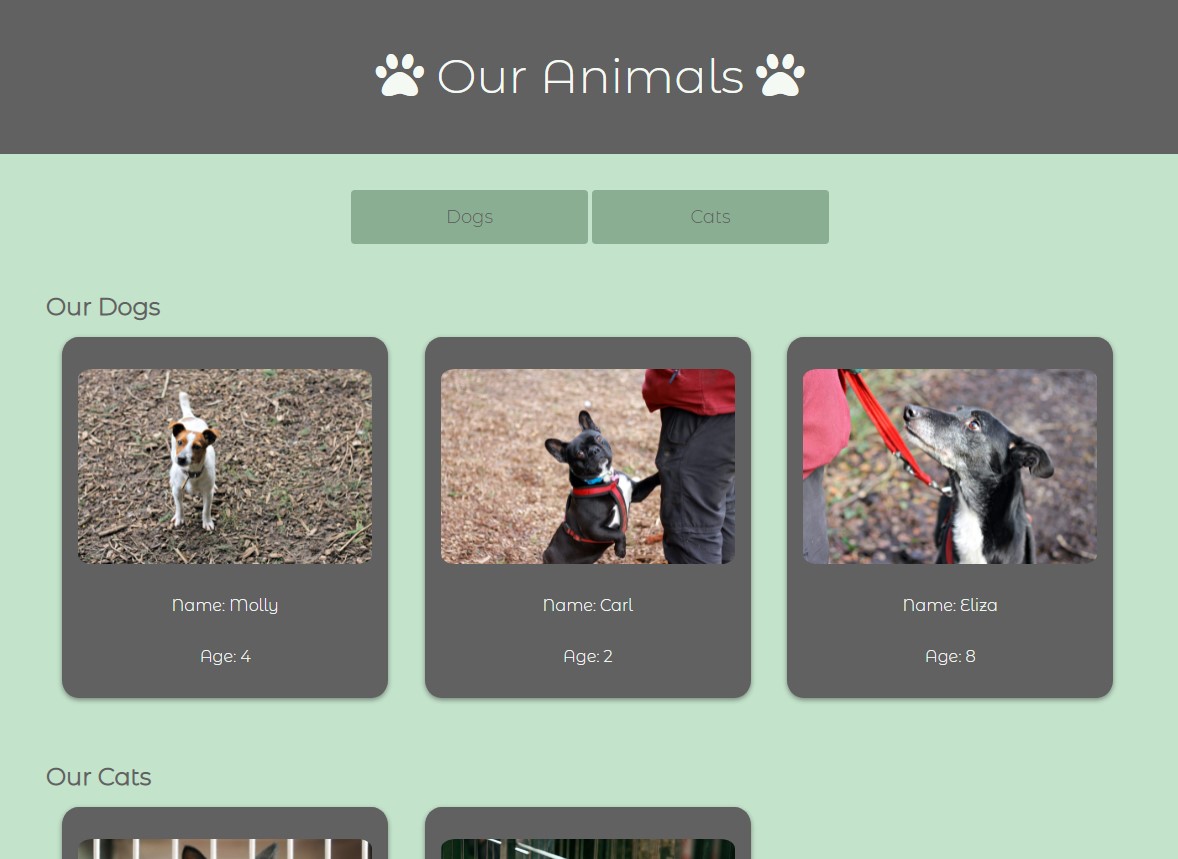 Our Animals
Dogs
Cats
Our Dogs
Name: Molly
Age: 4
Name: Carl
Age: 2
Name: Eliza
Age: 8
Our Cats